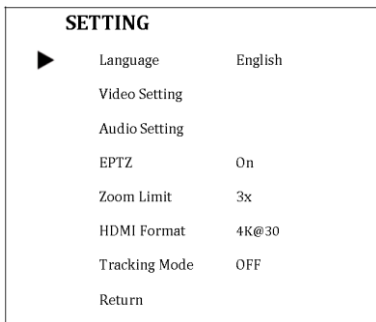 SETTING
Language English
Video Setting
Audio Setting
EPTZ On
Zoom Limit 3x
HDMI Format 4K@30
Tracking Mode OFF
Return